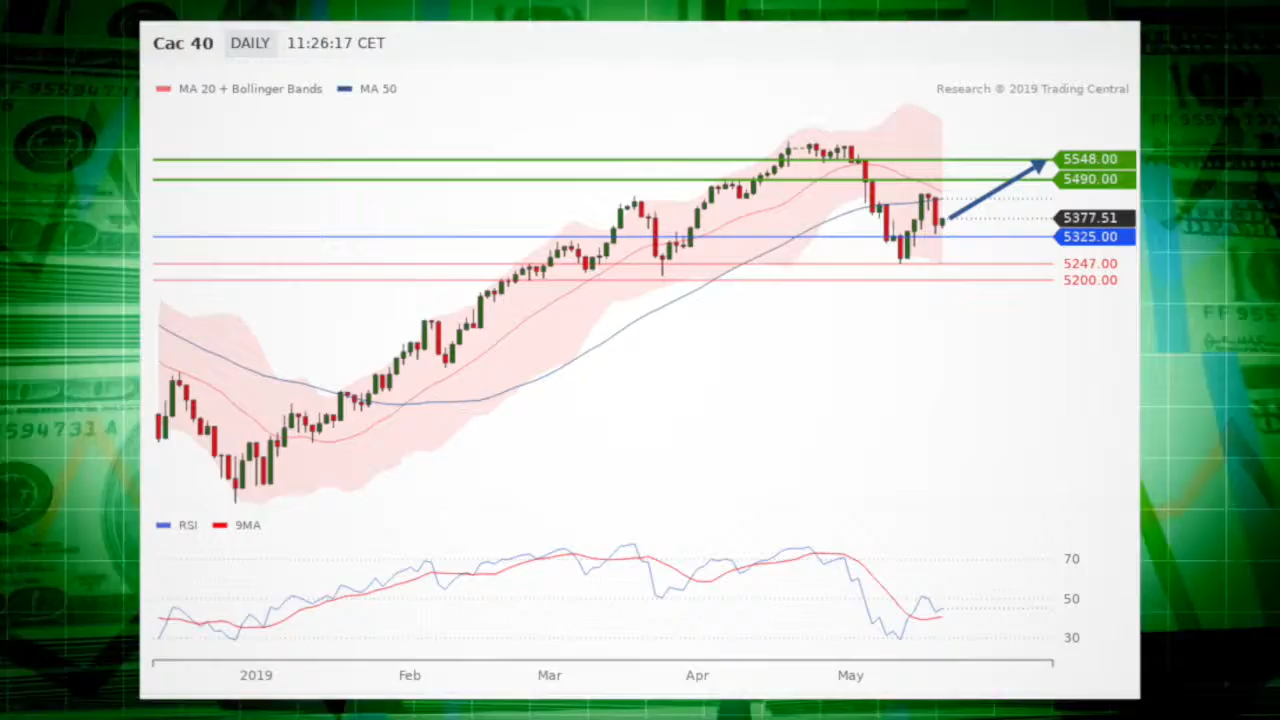 Cac 40 DAILY 11:26:17 CET
MA 20 + Bollinger Bands MA 50
Research © 2019 Trading Central
5548.00
5490.00
5377.51
5325.00
5247.00
5200.00
RSI 9MA
70
50
30
2019 Feb Mar Apr May
594731A